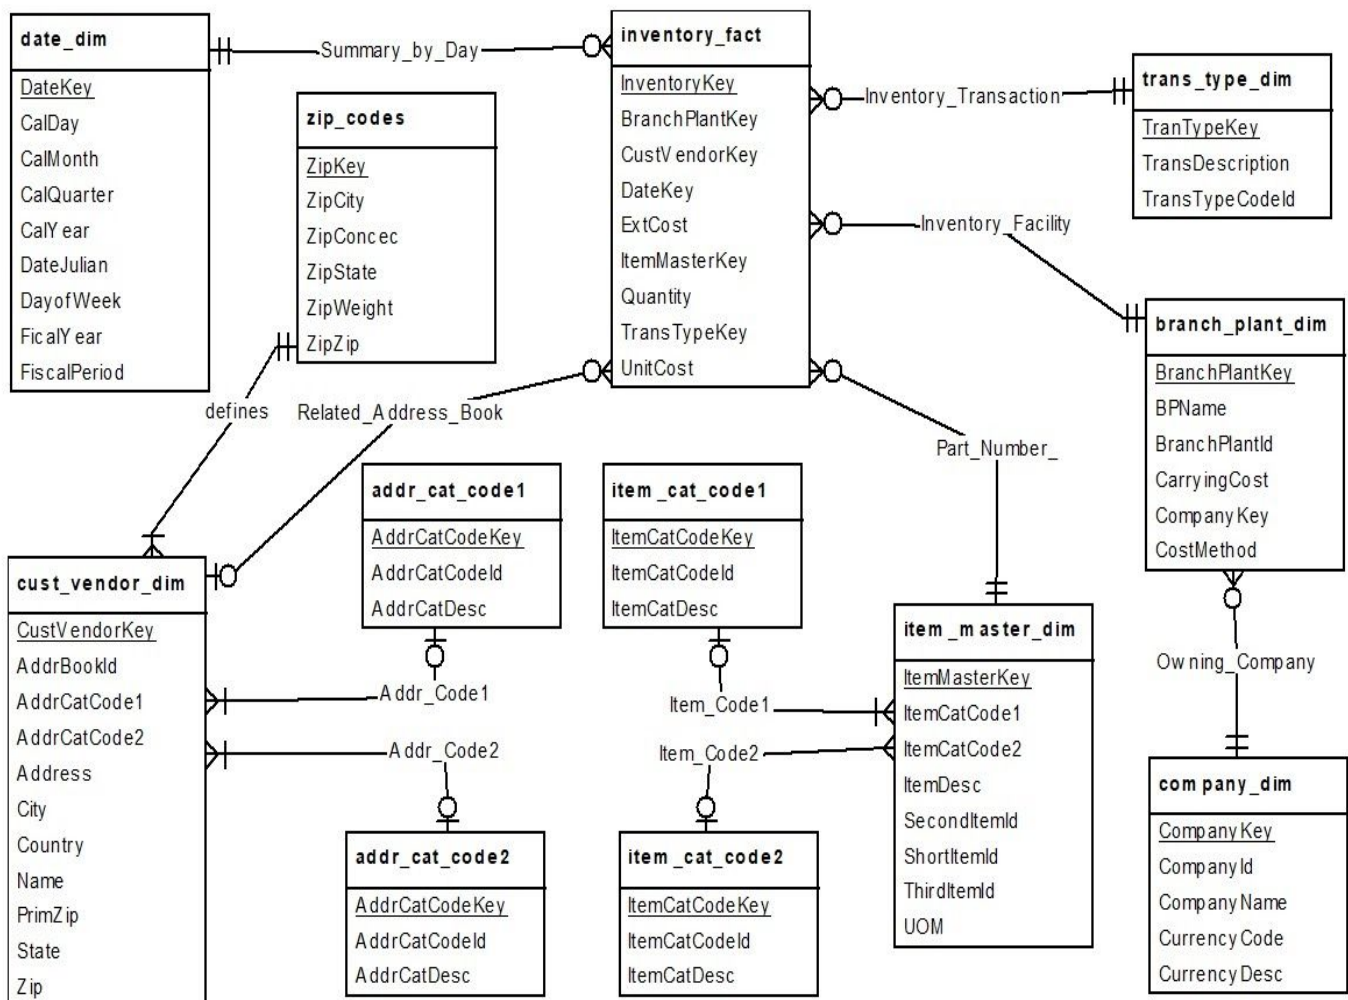 date_dim
DateKey
CalDay
CalMonth
CalQuarter
CalYear
DateJulian
DayofWeek
FicalYear
FiscalPeriod
Summary_by_Day
zip_codes
ZipKey
ZipCity
ZipConcec
ZipState
ZipWeight
ZipZip
inventory_fact
InventoryKey
BranchPlantKey
CustVendorKey
DateKey
ExtCost
ItemMasterKey
Quantity
TransTypeKey
UnitCost
Inventory_Transaction
trans_type_dim
TranTypeKey
TransDescription
TransTypeCodeId
Inventory_Facility
branch_plant_dim
BranchPlantKey
BPName
BranchPlantId
CarryingCost
CompanyKey
CostMethod
defines
Related_Address_Book
Part_Number_
addr_cat_code1
AddrCatCodeKey
AddrCatCodeId
AddrCatDesc
item_cat_code1
ItemCatCodeKey
ItemCatCodeId
ItemCatDesc
cust_vendor_dim
CustVendorKey
AddrBookId
AddrCatCode1
AddrCatCode2
Address
City
Country
Name
PrimZip
State
Zip
Addr_Code1
Addr_Code2
Item_Code1
Item_Code2
item_master_dim
ItemMasterKey
ItemCatCode1
ItemCatCode2
ItemDesc
SecondItemId
ShortItemId
ThirdItemId
UOM
Owning_Company
addr_cat_code2
AddrCatCodeKey
AddrCatCodeId
AddrCatDesc
item_cat_code2
ItemCatCodeKey
ItemCatCodeId
ItemCatDesc
company_dim
CompanyKey
CompanyId
CompanyName
CurrencyCode
CurrencyDesc